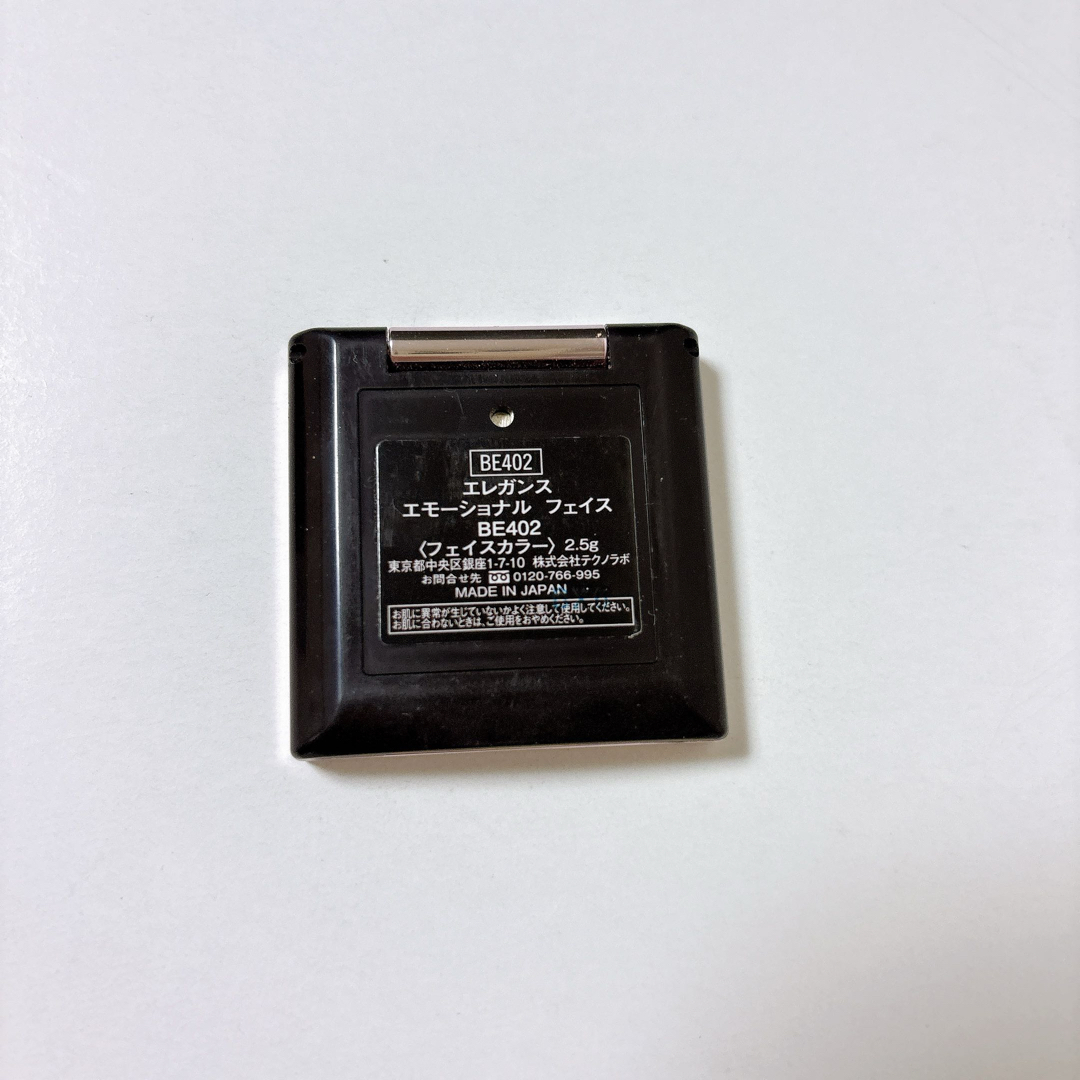 BE402
エレガンス
エモーショナル フェイス
BE402
〈フェイスカラー〉2.5g
東京都中央区銀座1-7-10 株式会社テクノラボ
お問合せ先 0120-766-995
MADE IN JAPAN
お肌に異常が生じていないかよく注意して使用してください。
お肌に合わないときは、ご使用をおやめください。